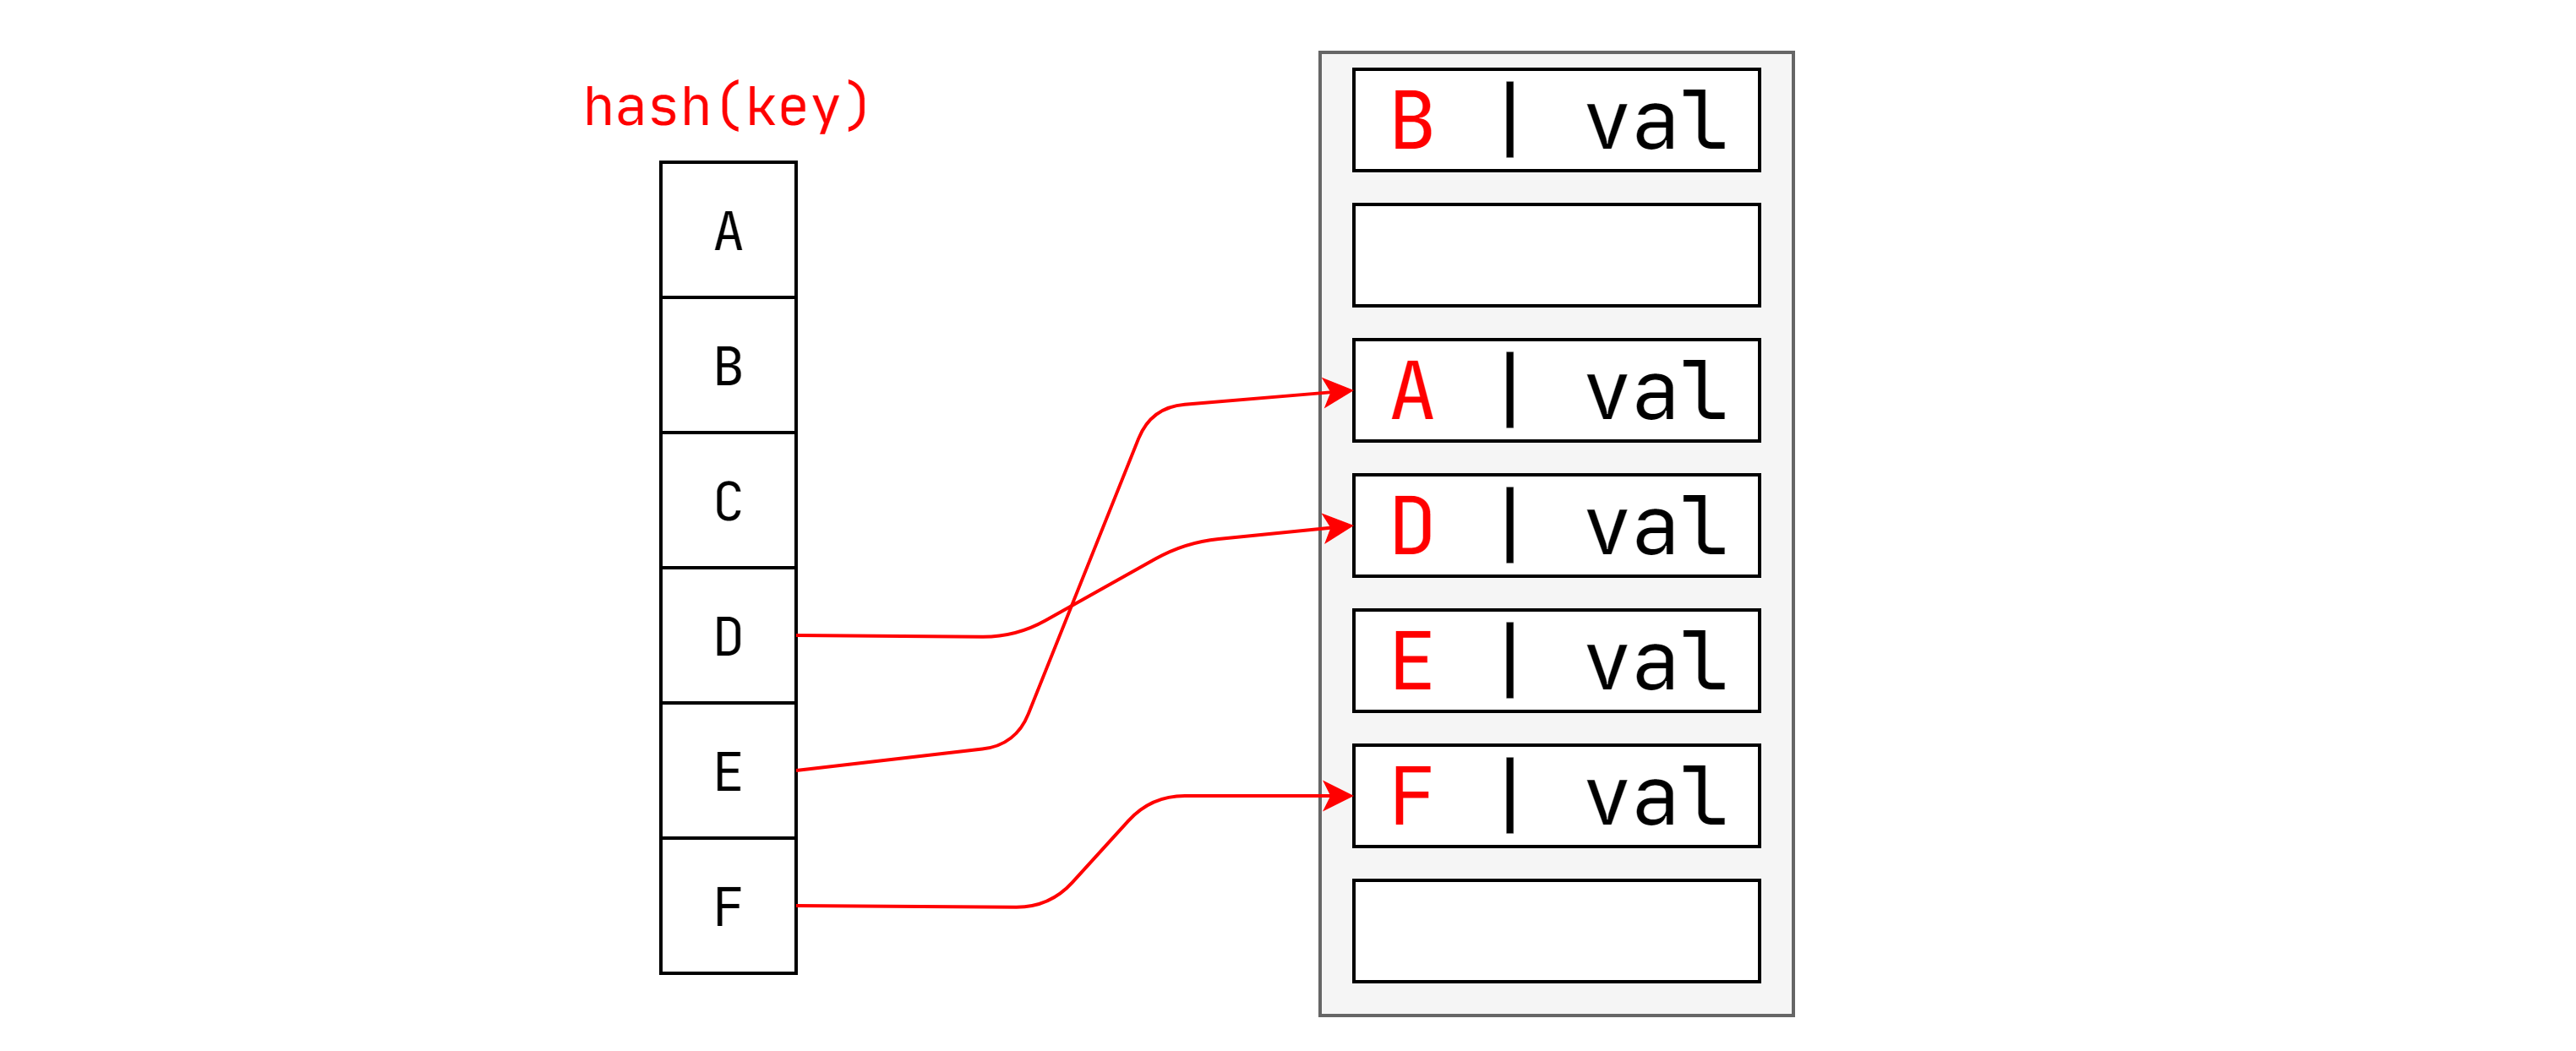 hash(key)
A
B
C
D
E
F
B | val
A | val
D | val
E | val
F | val